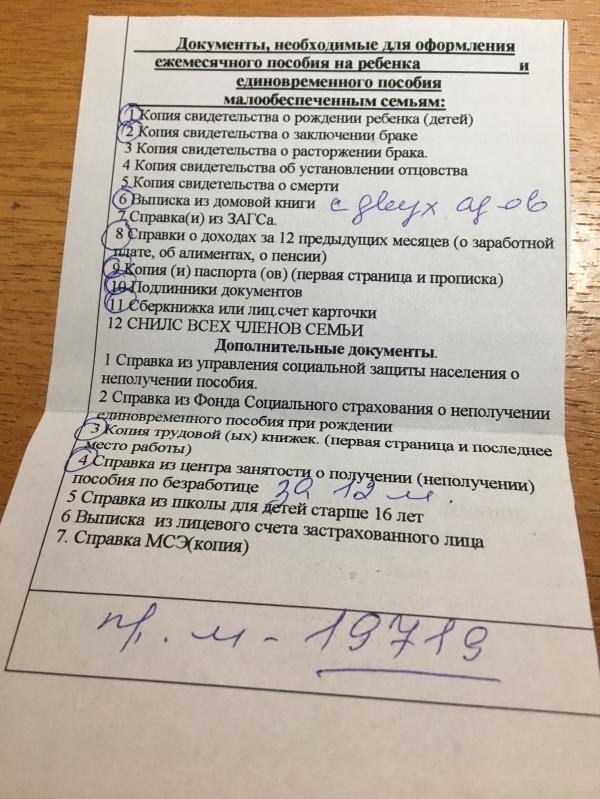 Документы, необходимые для оформления
ежемесячного пособия на ребенка и
единовременного пособия
малообеспеченным семьям:
1 Копия свидетельства о рождении ребенка (детей)
2 Копия свидетельства о заключении браке
3 Копия свидетельства о расторжении брака.
4 Копия свидетельства об установлении отцовства
5 Копия свидетельства о смерти
6 Выписка из домовой книги с двух ад-ов
7 Справка(и) из ЗАГСа.
8 Справки о доходах за 12 предыдущих месяцев (о заработной
плате, об алиментах, о пенсии)
9 Копия (и) паспорта (ов) (первая страница и прописка)
10 Подлинники документов
11 Сберкнижка или лиц.счет карточки
12 СНИЛС ВСЕХ ЧЛЕНОВ СЕМЬИ
Дополнительные документы.
1 Справка из управления социальной защиты населения о
неполучении пособия.
2 Справка из Фонда Социального страхования о неполучении
единовременного пособия при рождении
3 Копия трудовой (ых) книжек. (первая страница и последнее
место работы)
4 Справка из центра занятости о получении (неполучении)
пособия по безработице за 12 м.
5 Справка из школы для детей старше 16 лет
6 Выписка из лицевого счета застрахованного лица
7. Справка МСЭ(копия)
пр. м - 19719